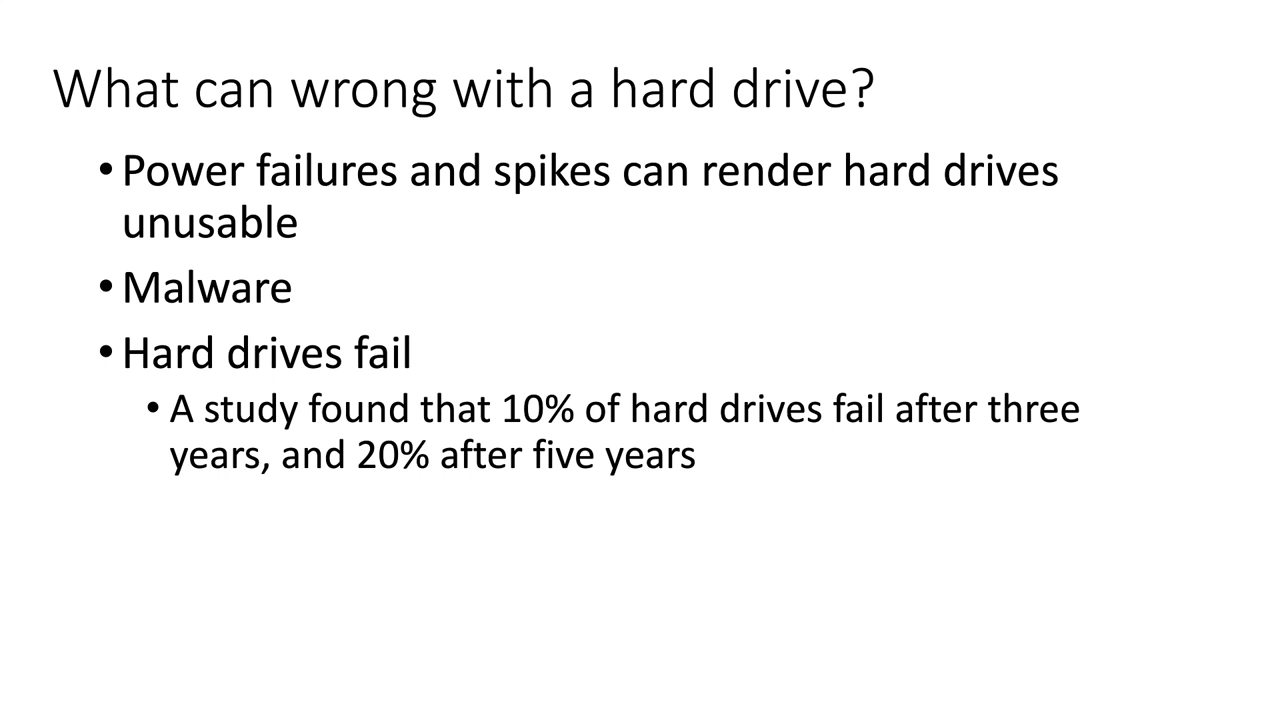 What can wrong with a hard drive?
• Power failures and spikes can render hard drives
unusable
• Malware
• Hard drives fail
• A study found that 10% of hard drives fail after three
years, and 20% after five years